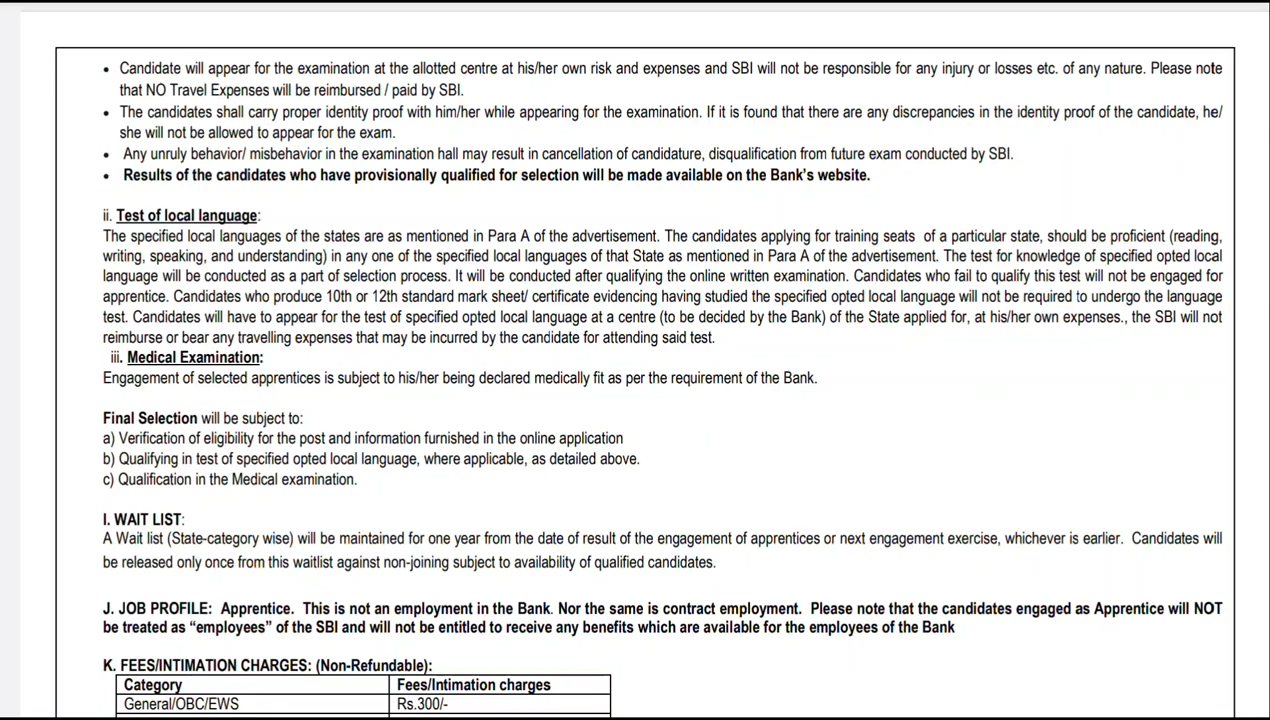 • Candidate will appear for the examination at the allotted centre at his/her own risk and expenses and SBI will not be responsible for any injury or losses etc. of any nature. Please note
that NO Travel Expenses will be reimbursed / paid by SBI.
• The candidates shall carry proper identity proof with him/her while appearing for the examination. If it is found that there are any discrepancies in the identity proof of the candidate, he/
she will not be allowed to appear for the exam.
• Any unruly behavior/ misbehavior in the examination hall may result in cancellation of candidature, disqualification from future exam conducted by SBI.
• Results of the candidates who have provisionally qualified for selection will be made available on the Bank's website.
ii. Test of local language:
The specified local languages of the states are as mentioned in Para A of the advertisement. The candidates applying for training seats of a particular state, should be proficient (reading,
writing, speaking, and understanding) in any one of the specified local languages of that State as mentioned in Para A of the advertisement. The test for knowledge of specified opted local
language will be conducted as a part of selection process. It will be conducted after qualifying the online written examination. Candidates who fail to qualify this test will not be engaged for
apprentice. Candidates who produce 10th or 12th standard mark sheet/ certificate evidencing having studied the specified opted local language will not be required to undergo the language
test. Candidates will have to appear for the test of specified opted local language at a centre (to be decided by the Bank) of the State applied for, at his/her own expenses., the SBI will not
reimburse or bear any travelling expenses that may be incurred by the candidate for attending said test.
iii. Medical Examination:
Engagement of selected apprentices is subject to his/her being declared medically fit as per the requirement of the Bank.
Final Selection will be subject to:
a) Verification of eligibility for the post and information furnished in the online application
b) Qualifying in test of specified opted local language, where applicable, as detailed above.
c) Qualification in the Medical examination.
I. WAIT LIST:
A Wait list (State-category wise) will be maintained for one year from the date of result of the engagement of apprentices or next engagement exercise, whichever is earlier. Candidates will
be released only once from this waitlist against non-joining subject to availability of qualified candidates.
J. JOB PROFILE: Apprentice. This is not an employment in the Bank. Nor the same is contract employment. Please note that the candidates engaged as Apprentice will NOT
be treated as "employees" of the SBI and will not be entitled to receive any benefits which are available for the employees of the Bank
K. FEES/INTIMATION CHARGES: (Non-Refundable):
Category Fees/Intimation charges
General/OBC/EWS Rs.300/-